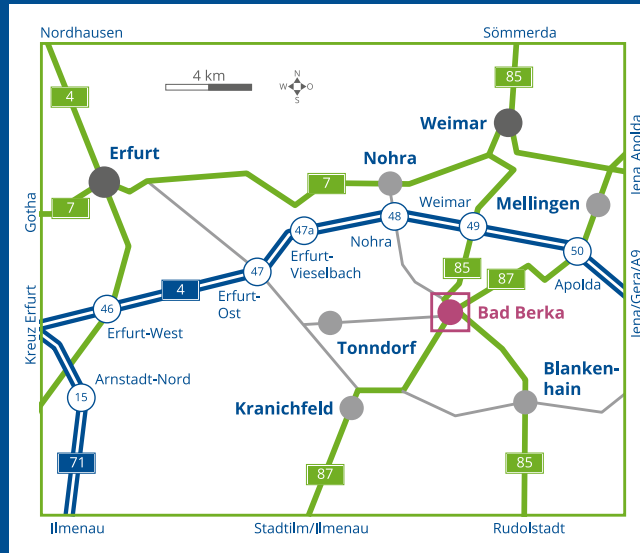 Nordhausen
Sömmerda
4 km
N
W
O
S
85
4
Weimar
Erfurt
Nohra
7
Jena Apolda
7
Gotha
Weimar
Mellingen
48
49
47a
Nohra
Erfurt-
Vieselbach
50
Apolda
47
Erfurt-
Ost
85
87
4
46
Erfurt-West
Kreuz Erfurt
Jena/Gera/A9
Bad Berka
Tonndorf
Arnstadt-Nord
15
Blanken-
hain
Kranichfeld
71
87
85
Ilmenau
Stadtilm/Ilmenau
Rudolstadt